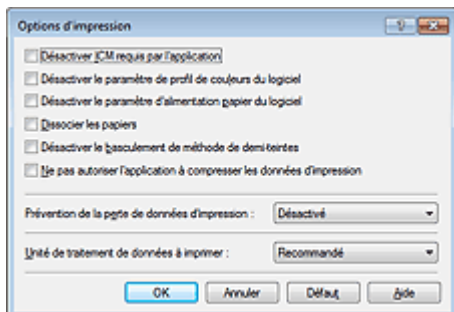 Options d'impression
Désactiver ICM requis par l'application
Désactiver le paramètre de profil de couleurs du logiciel
Désactiver le paramètre d'alimentation papier du logiciel
Dissocier les papiers
Désactiver le basculement de méthode de demi-teintes
Ne pas autoriser l'application à compresser les données d'impression
Prévention de la perte de données d'impression : Désactivé
Unité de traitement de données à imprimer : Recommandé
OK Annuler Défaut Aide